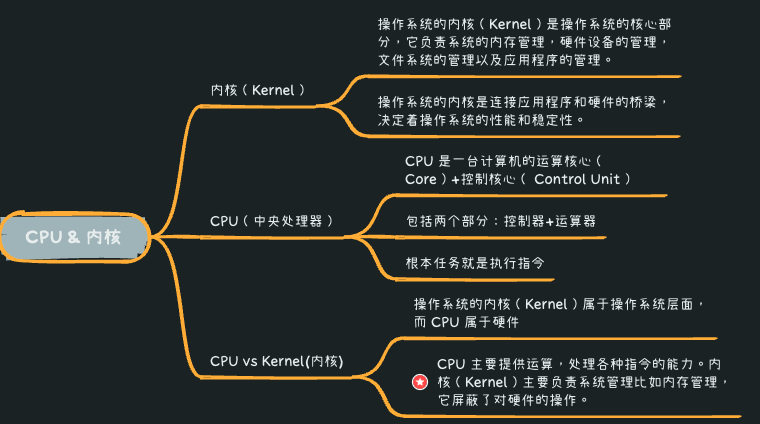 操作系统的内核（Kernel）是操作系统的核心部
分，它负责系统的内存管理，硬件设备的管理，
文件系统的管理以及应用程序的管理。
内核（Kernel）
操作系统的内核是连接应用程序和硬件的桥梁，
决定着操作系统的性能和稳定性。
CPU 是一台计算机的运算核心（
Core）+控制核心（ Control Unit ）
CPU（中央处理器）
包括两个部分：控制器+运算器
CPU & 内核
根本任务就是执行指令
操作系统的内核（Kernel）属于操作系统层面，
而 CPU 属于硬件
CPU vs Kernel(内核)
CPU 主要提供运算，处理各种指令的能力。内
核（Kernel）主要负责系统管理比如内存管理，
它屏蔽了对硬件的操作。